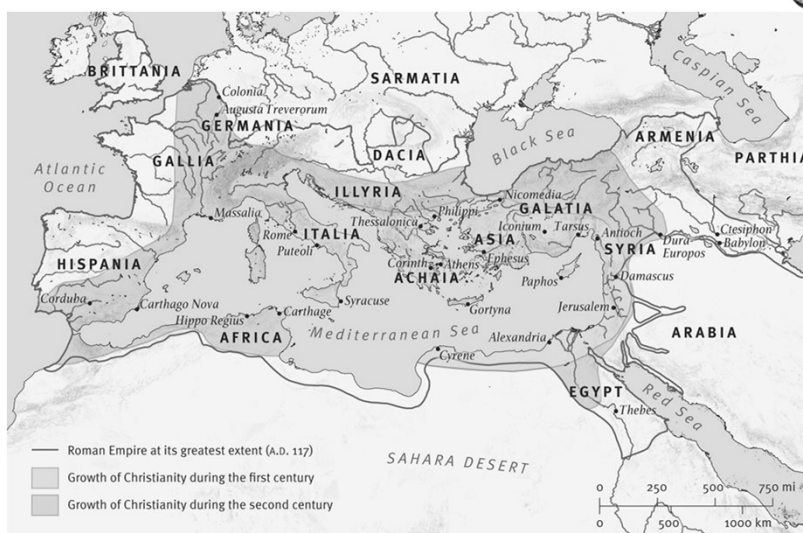 BRITTANIA
SARMATIA
Caspian Sea
Colonia
Augusta Treverorum
GERMANIA
ARMENIA
Black Sea
DACIA
GALLIA
PARTHIA
Atlantic
Ocean
ILLYRIA
Nicomedia
GALATIA
Massalia
Philippi
Thessalonica
ITALIA
Rome
Iconium
Tarsus
Antioch
Ctesiphon
Babylon
Puteoli
ASIA
SYRIA
Dura
Europos
Ephesus
Corinth
Athens
HISPANIA
ACHAIA
Paphos
Damascus
Corduba
Carthago Nova
Syracuse
Gortyna
Jerusalem
Hippo Regius
Carthage
Mediterranean Sea
AFRICA
Alexandria
ARABIA
Cyrene
EGYPT
Red Sea
Thebes
Roman Empire at its greatest extent (A.D. 117)
Growth of Christianity during the first century
Growth of Christianity during the second century
SAHARA DESERT
0 250 500 750 mi
0 500 1000 km